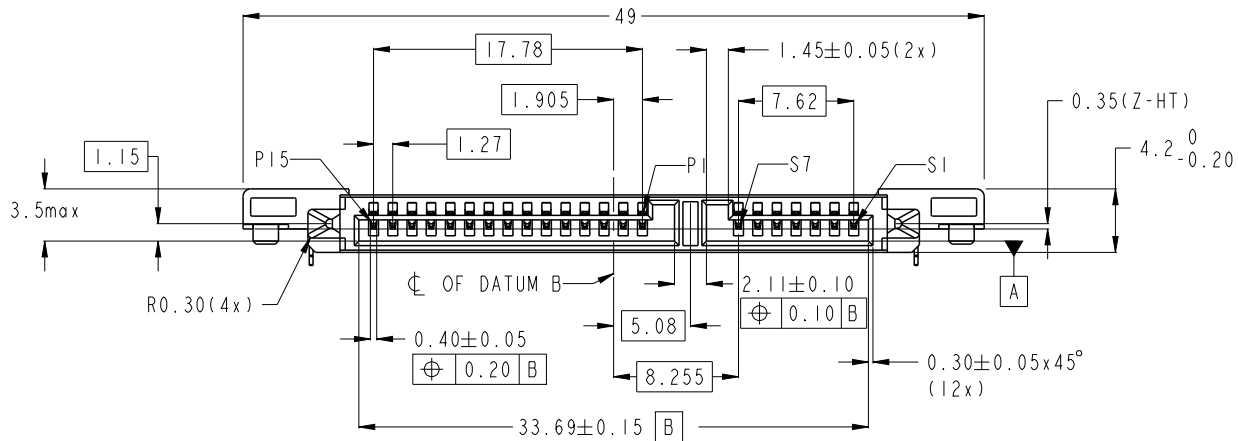 49
17.78
1.45±0.05(2x)
1.905
7.62
0.35(Z-HT)
1.27
1.15
P15
P1
S7
S1
4.2 0 -0.20
3.5max
℄ OF DATUM B
2.11±0.10
⌖ 0.10 B
A
R0.30(4x)
5.08
0.40±0.05
⌖ 0.20 B
8.255
0.30±0.05x45°
(12x)
33.69±0.15 B